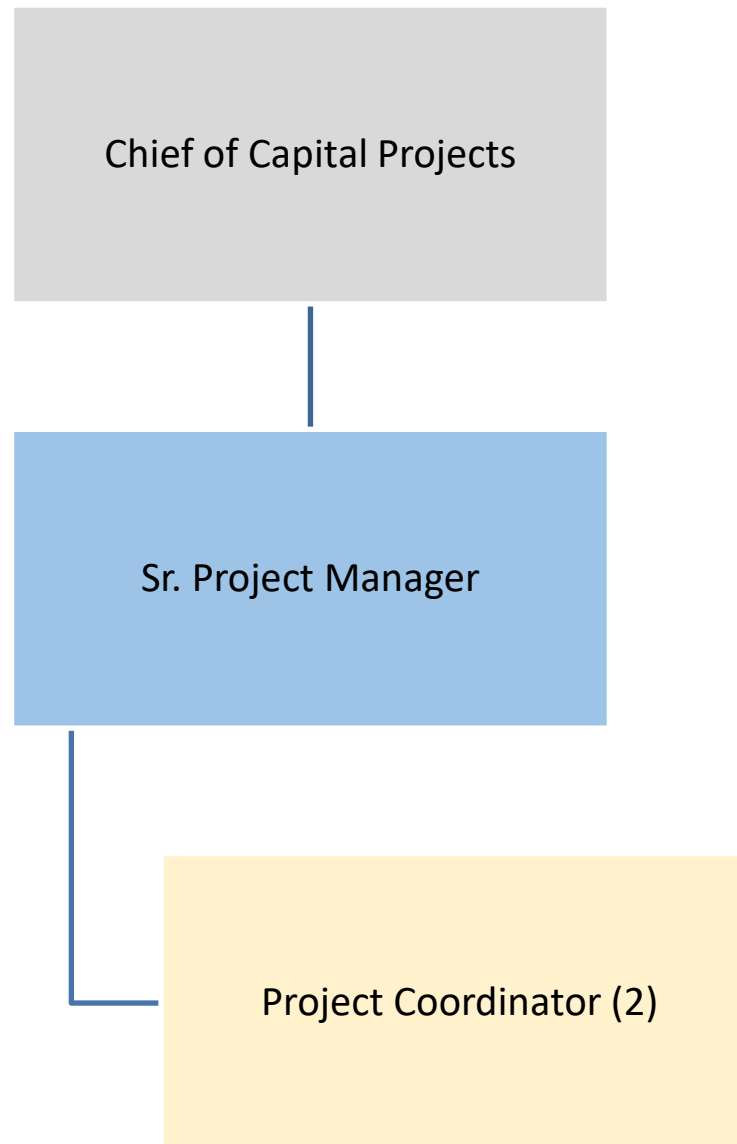 Chief of Capital Projects
Sr. Project Manager
Project Coordinator (2)